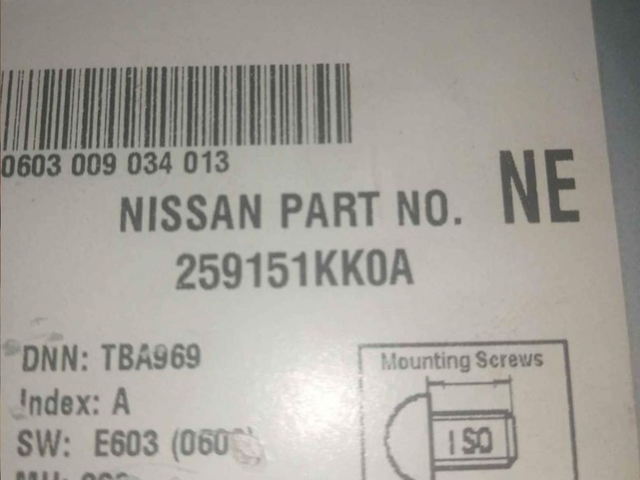 0603 009 034 013
NISSAN PART NO. NE
259151KK0A
DNN: TBA969
Index: A
SW: E603
Mounting Screws
ISO